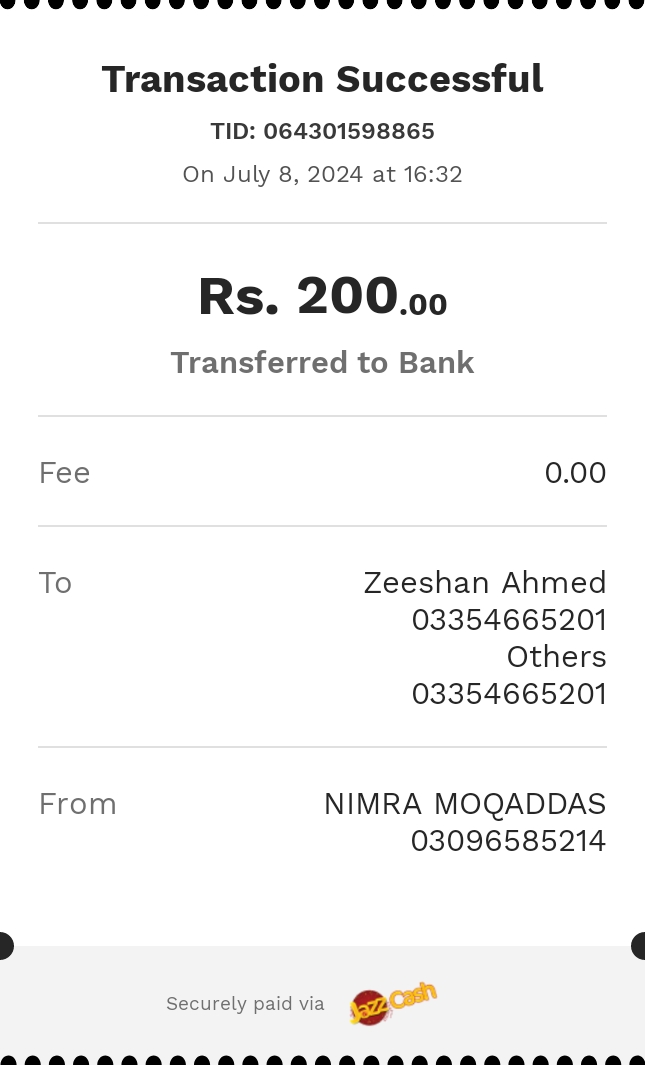 Transaction Successful
TID: 064301598865
On July 8, 2024 at 16:32
Rs. 200.00
Transferred to Bank
Fee 0.00
To Zeeshan Ahmed
03354665201
Others
03354665201
From NIMRA MOQADDAS
03096585214
Securely paid via JazzCash